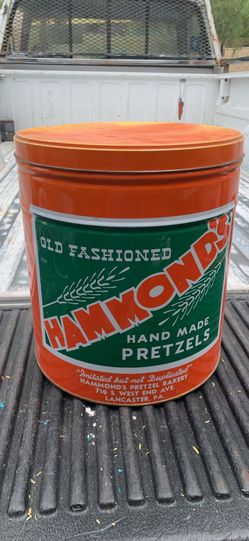 OLD FASHIONED
HAMMOND'S
HAND MADE
PRETZELS
"Imitated but not Duplicated"
HAMMOND'S PRETZEL BAKERY
716 S. WEST END AVE.
LANCASTER, PA.